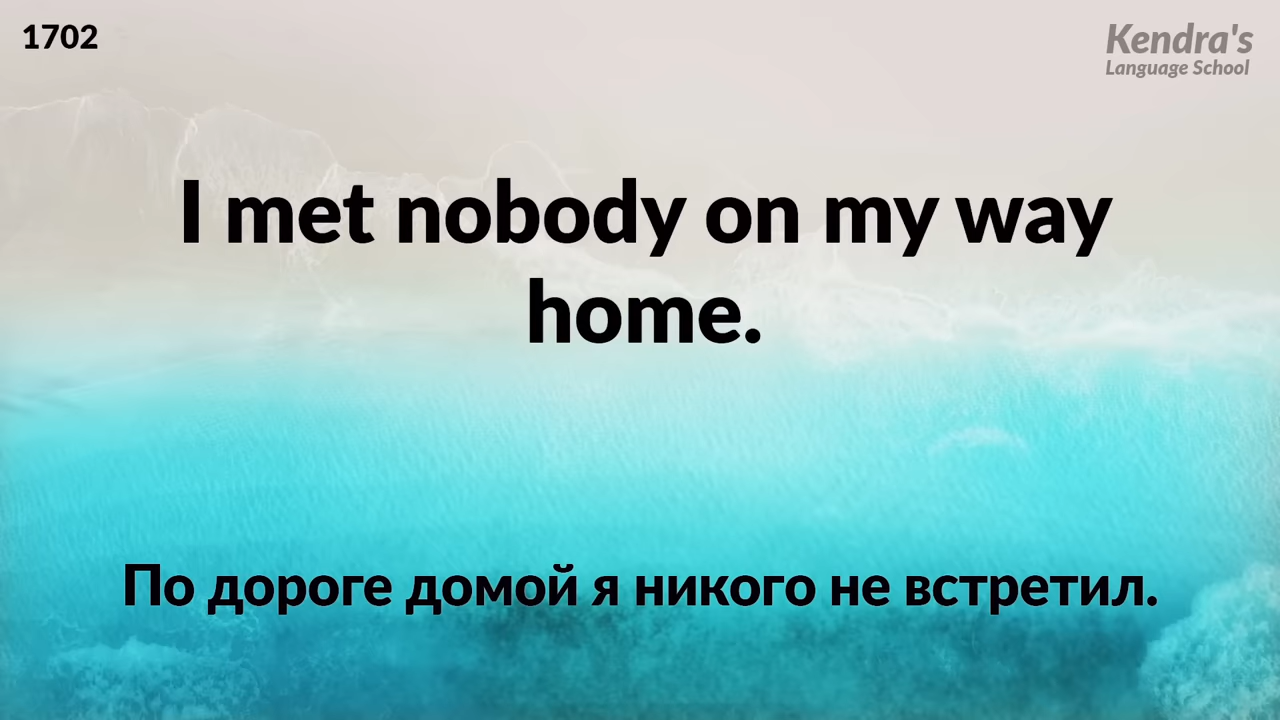 1702
Kendra's
Language School
I met nobody on my way
home.
По дороге домой я никого не встретил.